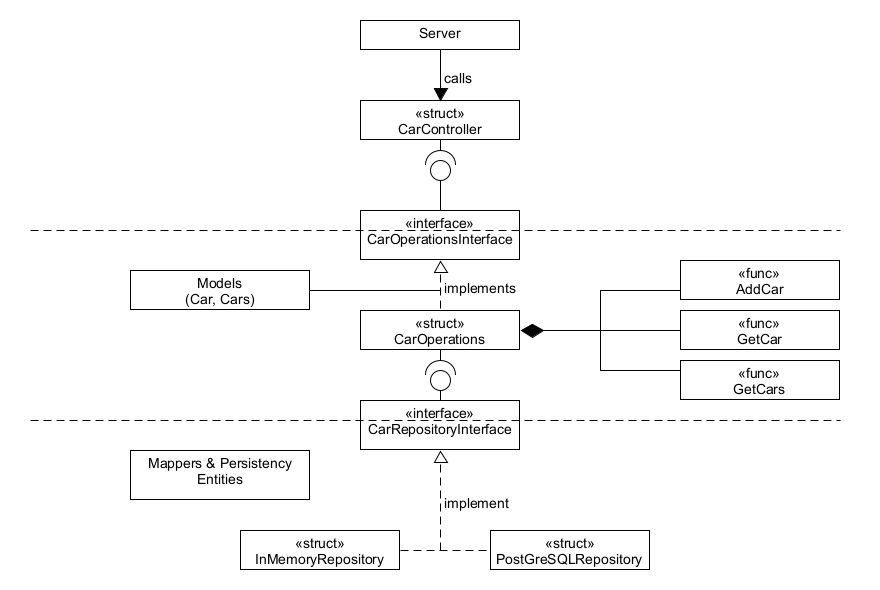 Server
calls
«struct»
CarController
«interface»
CarOperationsInterface
Models
(Car, Cars)
implements
«func»
AddCar
«struct»
CarOperations
«func»
GetCar
«func»
GetCars
«interface»
CarRepositoryInterface
Mappers & Persistency
Entities
implement
«struct»
InMemoryRepository
«struct»
PostGreSQLRepository